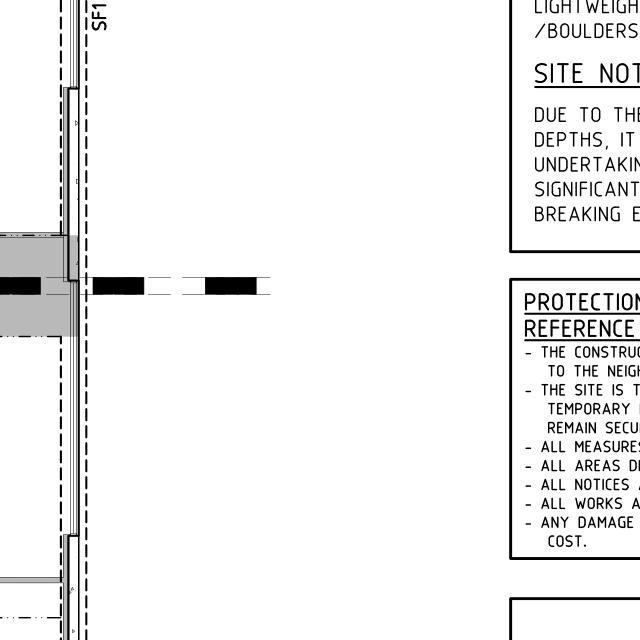 SF1
LIGHTWEIGH
/BOULDERS
SITE NOT
DUE TO THE
DEPTHS, IT
UNDERTAKIN
SIGNIFICANT
BREAKING E
PROTECTION
REFERENCE
- THE CONSTRUC
TO THE NEIGH
- THE SITE IS T
TEMPORARY
REMAIN SECU
- ALL MEASURES
- ALL AREAS D
- ALL NOTICES
- ALL WORKS A
- ANY DAMAGE
COST.